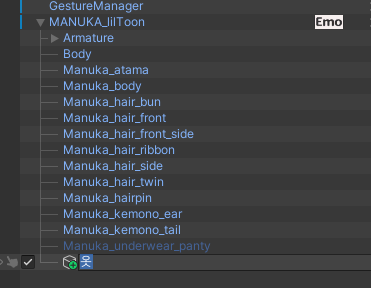 GestureManager
MANUKA_lilToon Emo
Armature
Body
Manuka_atama
Manuka_body
Manuka_hair_bun
Manuka_hair_front
Manuka_hair_front_side
Manuka_hair_ribbon
Manuka_hair_side
Manuka_hair_twin
Manuka_hairpin
Manuka_kemono_ear
Manuka_kemono_tail
Manuka_underwear_panty
옷